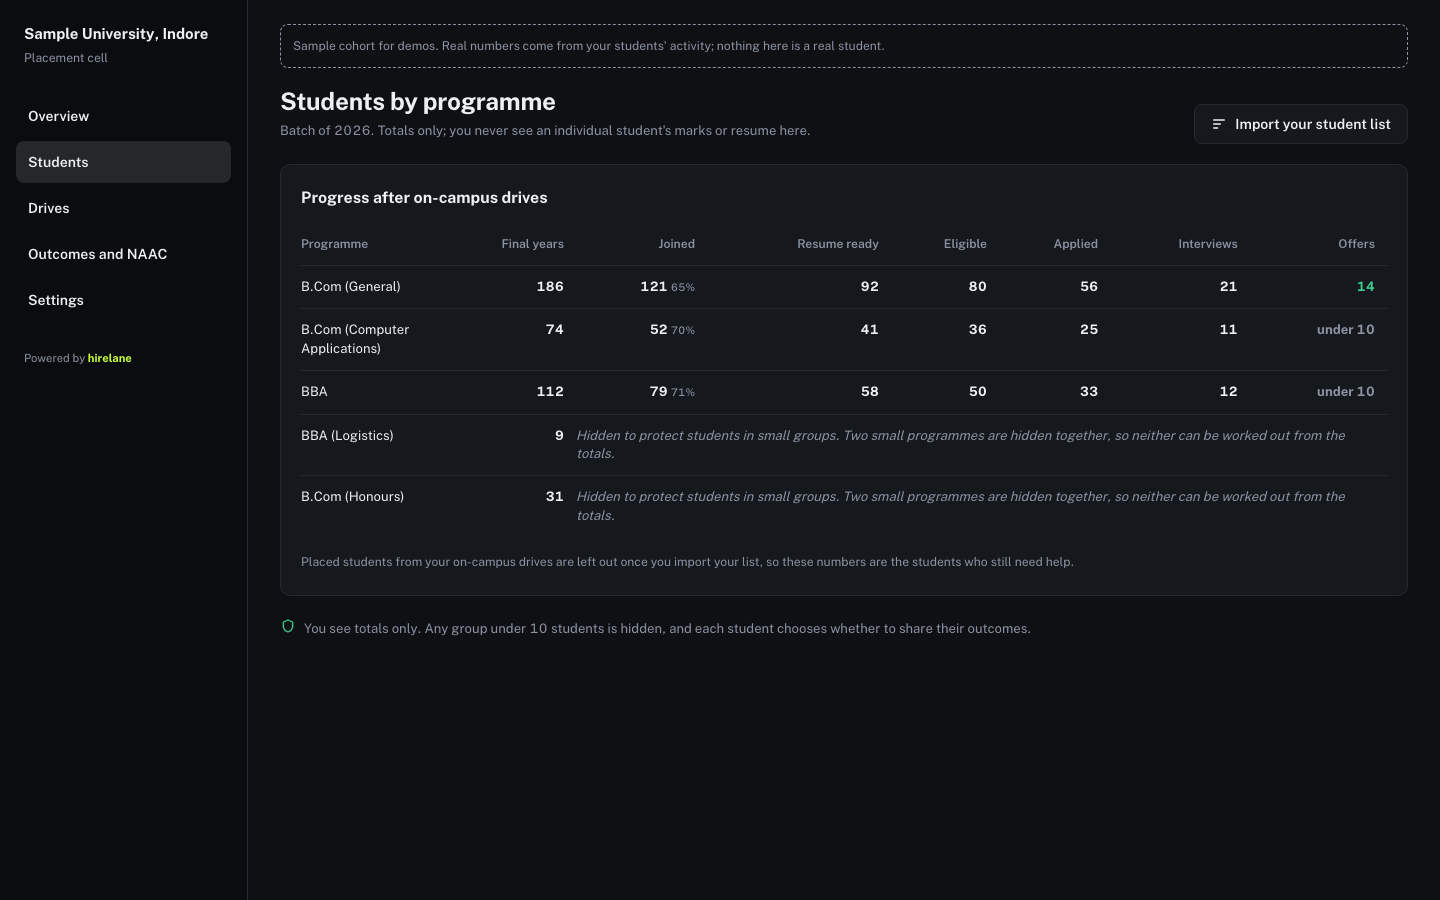 Sample University, Indore
Placement cell
Overview
Students
Drives
Outcomes and NAAC
Settings
Powered by hirelane
Sample cohort for demos. Real numbers come from your students' activity; nothing here is a real student.
Students by programme
Batch of 2026. Totals only; you never see an individual student's marks or resume here.
Import your student list
Progress after on-campus drives
Programme Final years Joined Resume ready Eligible Applied Interviews Offers
B.Com (General) 186 121 65% 92 80 56 21 14
B.Com (Computer 74 52 70% 41 36 25 11 under 10
Applications)
BBA 112 79 71% 58 50 33 12 under 10
BBA (Logistics) 9 Hidden to protect students in small groups. Two small programmes are hidden together, so neither can be worked out from the
totals.
B.Com (Honours) 31 Hidden to protect students in small groups. Two small programmes are hidden together, so neither can be worked out from the
totals.
Placed students from your on-campus drives are left out once you import your list, so these numbers are the students who still need help.
You see totals only. Any group under 10 students is hidden, and each student chooses whether to share their outcomes.